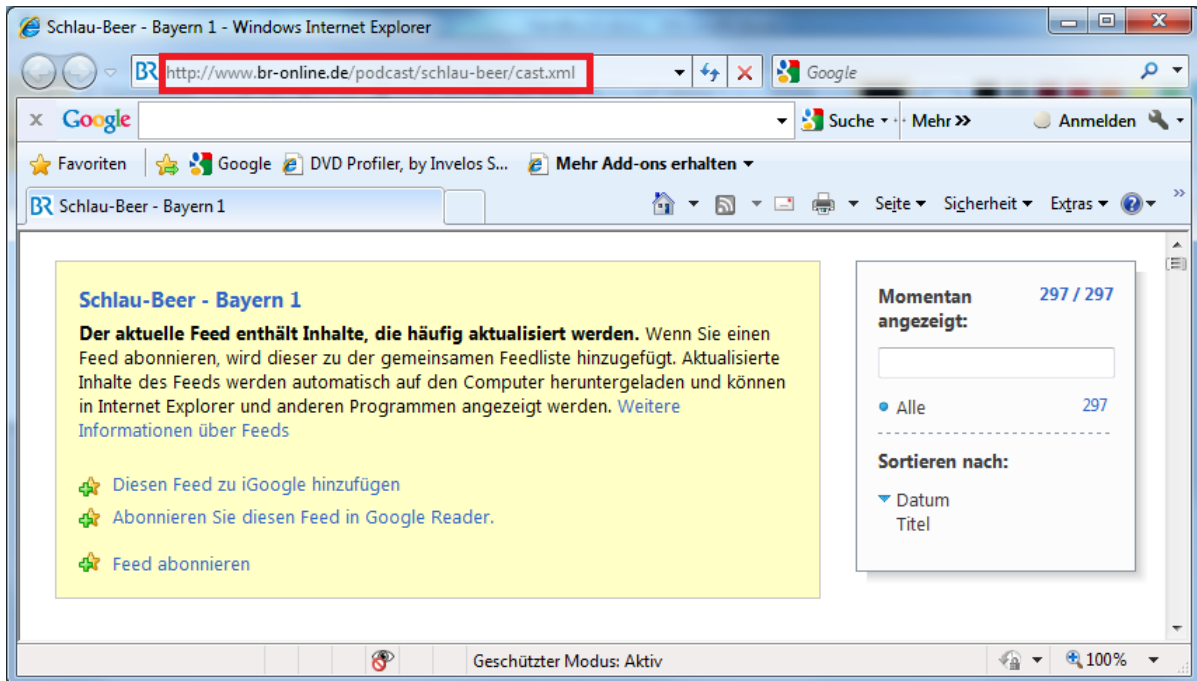 Schlau-Beer - Bayern 1 - Windows Internet Explorer
BR http://www.br-online.de/podcast/schlau-beer/cast.xml Google
x Google Suche Mehr >> Anmelden
Favoriten Google DVD Profiler, by Invelos S... Mehr Add-ons erhalten
BR Schlau-Beer - Bayern 1 Seite Sicherheit Extras ? »
Schlau-Beer - Bayern 1
Der aktuelle Feed enthält Inhalte, die häufig aktualisiert werden. Wenn Sie einen
Feed abonnieren, wird dieser zu der gemeinsamen Feedliste hinzugefügt. Aktualisierte
Inhalte des Feeds werden automatisch auf den Computer heruntergeladen und können
in Internet Explorer und anderen Programmen angezeigt werden. Weitere
Informationen über Feeds
Diesen Feed zu iGoogle hinzufügen
Abonnieren Sie diesen Feed in Google Reader.
Feed abonnieren
Momentan 297 / 297
angezeigt:
Alle 297
Sortieren nach:
Datum
Titel
Geschützter Modus: Aktiv 100%